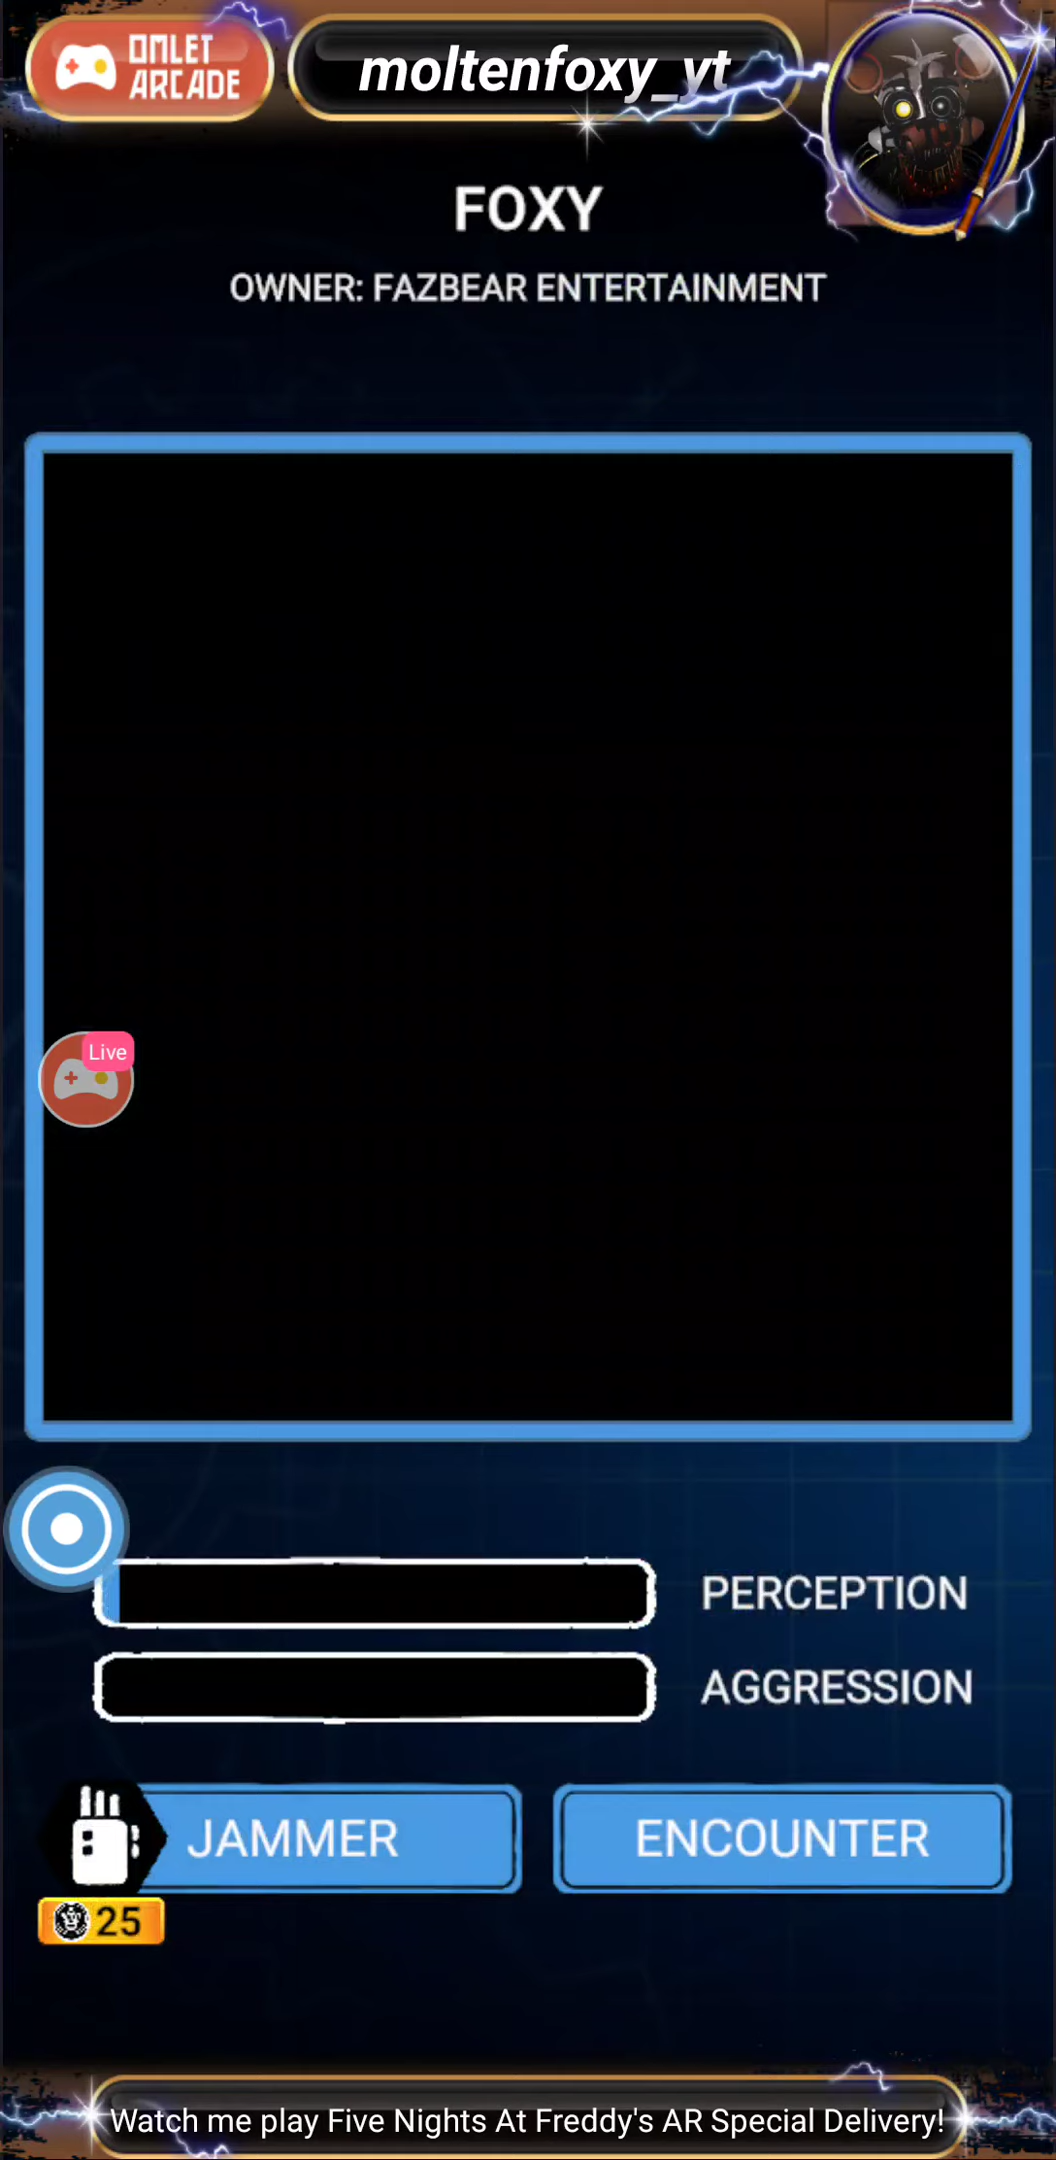 OMLET
ARCADE
moltenfoxy_yt
FOXY
OWNER: FAZBEAR ENTERTAINMENT
Live
PERCEPTION
AGGRESSION
JAMMER
ENCOUNTER
25
Watch me play Five Nights At Freddy's AR Special Delivery!